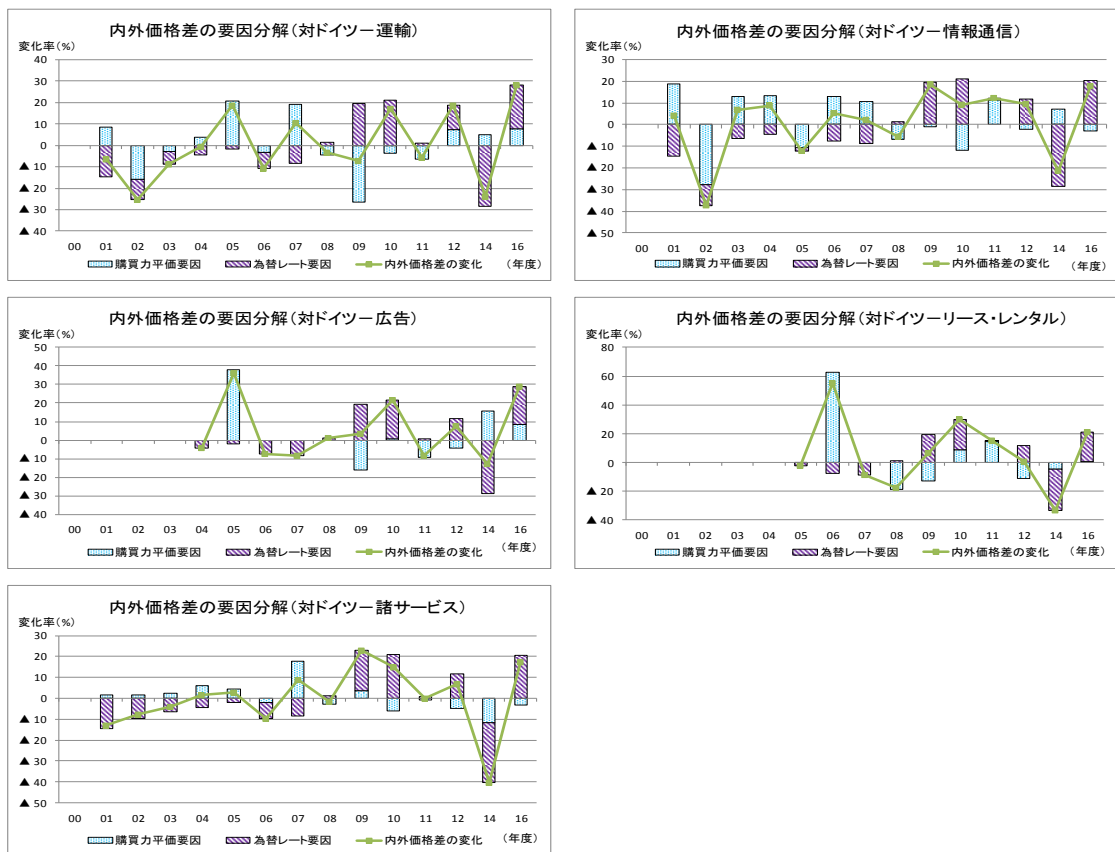 内外価格差の要因分解(対ドイツー運輸)
変化率(%)
40
30
20
10
0
▲ 10
▲ 20
▲ 30
▲ 40
00 01 02 03 04 05 06 07 08 09 10 11 12 14 16
購買力平価要因 為替レート要因 内外価格差の変化 (年度)
内外価格差の要因分解(対ドイツー情報通信)
変化率(%)
30
20
10
0
▲ 10
▲ 20
▲ 30
▲ 40
▲ 50
00 01 02 03 04 05 06 07 08 09 10 11 12 14 16
購買力平価要因 為替レート要因 内外価格差の変化 (年度)
内外価格差の要因分解(対ドイツー広告)
変化率(%)
50
40
30
20
10
0
▲ 10
▲ 20
▲ 30
▲ 40
00 01 02 03 04 05 06 07 08 09 10 11 12 14 16
購買力平価要因 為替レート要因 内外価格差の変化 (年度)
内外価格差の要因分解(対ドイツーリース・レンタル)
変化率(%)
80
60
40
20
0
▲ 20
▲ 40
00 01 02 03 04 05 06 07 08 09 10 11 12 14 16
購買力平価要因 為替レート要因 内外価格差の変化 (年度)
内外価格差の要因分解(対ドイツー諸サービス)
変化率(%)
30
20
10
0
▲ 10
▲ 20
▲ 30
▲ 40
▲ 50
00 01 02 03 04 05 06 07 08 09 10 11 12 14 16
購買力平価要因 為替レート要因 内外価格差の変化 (年度)